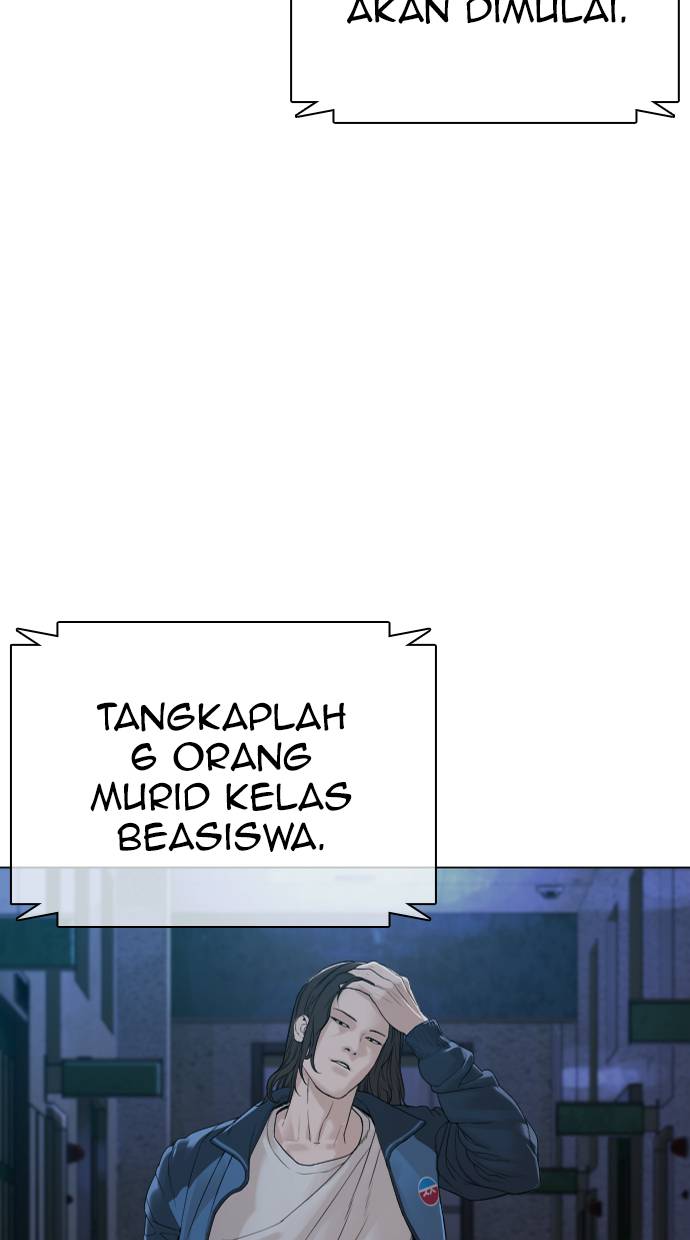 AKAN DIMULAI.
TANGKAPLAH
6 ORANG
MURID KELAS
BEASISWA.